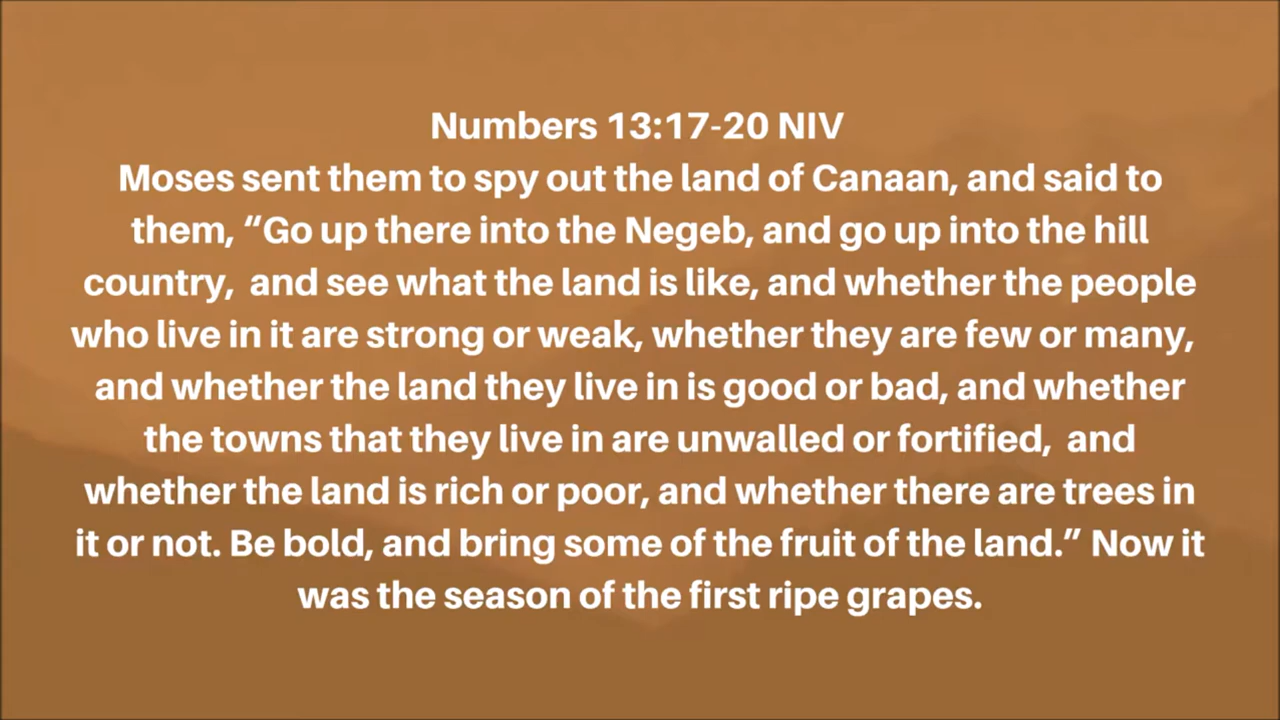 Numbers 13:17-20 NIV
Moses sent them to spy out the land of Canaan, and said to
them, “Go up there into the Negeb, and go up into the hill
country,  and see what the land is like, and whether the people
who live in it are strong or weak, whether they are few or many,
and whether the land they live in is good or bad, and whether
the towns that they live in are unwalled or fortified,  and
whether the land is rich or poor, and whether there are trees in
it or not. Be bold, and bring some of the fruit of the land.” Now it
was the season of the first ripe grapes.